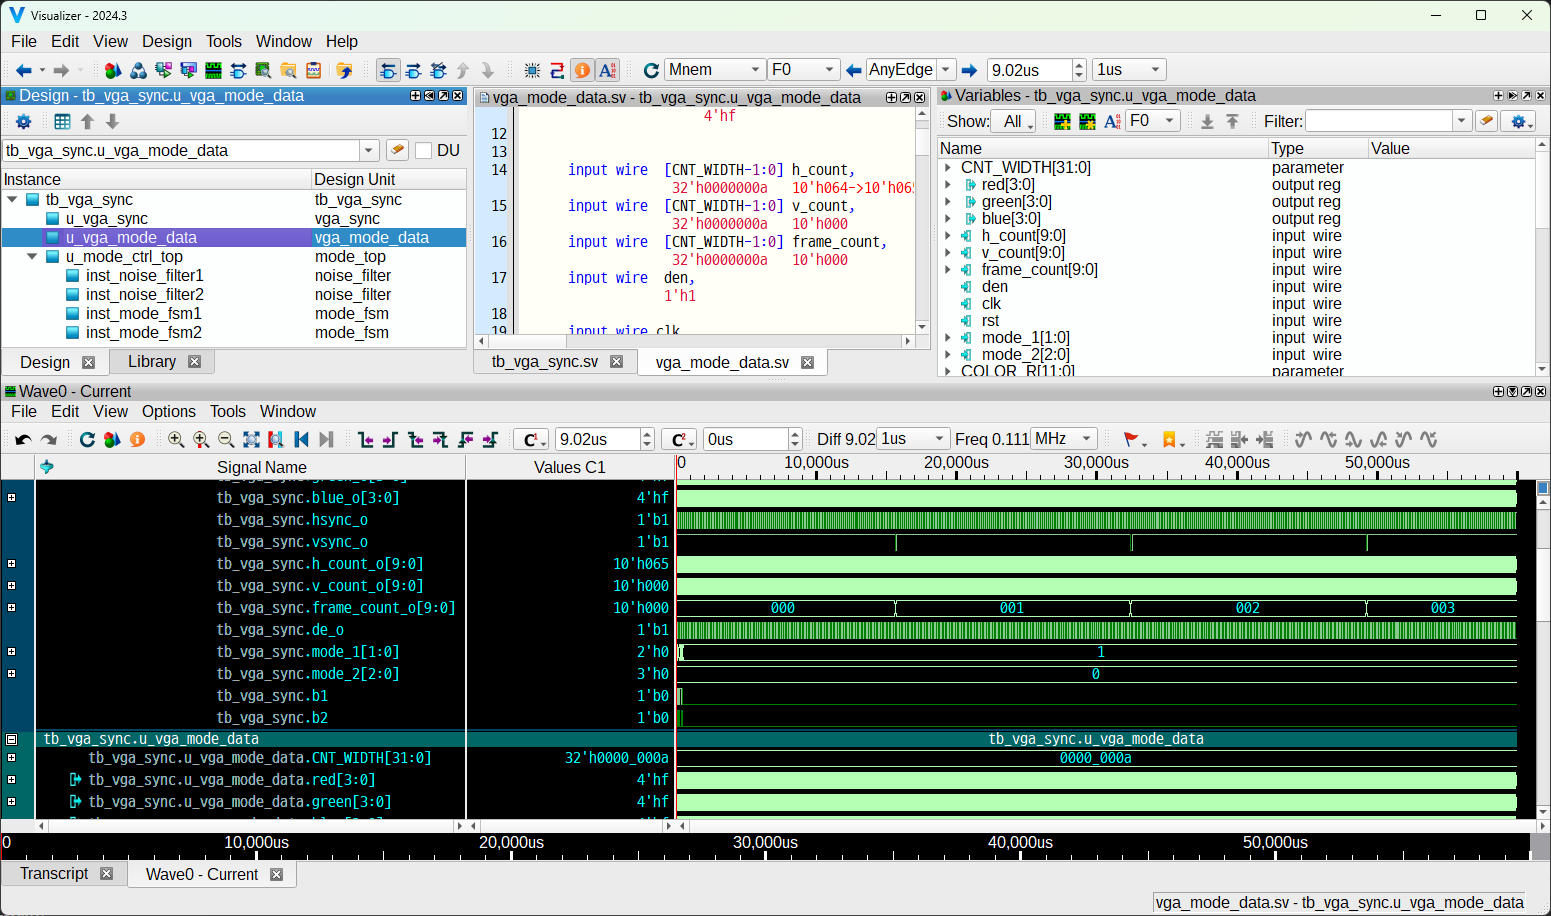 Visualizer - 2024.3
File Edit View Design Tools Window Help
Mnem F0 AnyEdge 9.02us 1us
Design - tb_vga_sync.u_vga_mode_data
tb_vga_sync.u_vga_mode_data DU
Instance Design Unit
tb_vga_sync tb_vga_sync
u_vga_sync vga_sync
u_vga_mode_data vga_mode_data
u_mode_ctrl_top mode_top
inst_noise_filter1 noise_filter
inst_noise_filter2 noise_filter
inst_mode_fsm1 mode_fsm
inst_mode_fsm2 mode_fsm
Design Library
vga_mode_data.sv - tb_vga_sync.u_vga_mode_data
4'hf
12
13
14 input wire [CNT_WIDTH-1:0] h_count,
32'h0000000a 10'h064->10'h065
15 input wire [CNT_WIDTH-1:0] v_count,
32'h0000000a 10'h000
16 input wire [CNT_WIDTH-1:0] frame_count,
32'h0000000a 10'h000
17 input wire den,
1'h1
18
19 input wire clk
tb_vga_sync.sv vga_mode_data.sv
Variables - tb_vga_sync.u_vga_mode_data
Show: All F0 Filter:
Name Type Value
CNT_WIDTH[31:0] parameter
red[3:0] output reg
green[3:0] output reg
blue[3:0] output reg
h_count[9:0] input wire
v_count[9:0] input wire
frame_count[9:0] input wire
den input wire
clk input wire
rst input wire
mode_1[1:0] input wire
mode_2[2:0] input wire
COLOR_R[11:0] parameter
Wave0 - Current
File Edit View Options Tools Window
C1 9.02us C2 0us Diff 9.02 1us Freq 0.111 MHz
Signal Name Values C1 0 10,000us 20,000us 30,000us 40,000us 50,000us
tb_vga_sync.blue_o[3:0] 4'hf
tb_vga_sync.hsync_o 1'b1
tb_vga_sync.vsync_o 1'b1
tb_vga_sync.h_count_o[9:0] 10'h065
tb_vga_sync.v_count_o[9:0] 10'h000
tb_vga_sync.frame_count_o[9:0] 10'h000 000 001 002 003
tb_vga_sync.de_o 1'b1
tb_vga_sync.mode_1[1:0] 2'h0 1
tb_vga_sync.mode_2[2:0] 3'h0 0
tb_vga_sync.b1 1'b0
tb_vga_sync.b2 1'b0
tb_vga_sync.u_vga_mode_data tb_vga_sync.u_vga_mode_data
tb_vga_sync.u_vga_mode_data.CNT_WIDTH[31:0] 32'h0000_000a 0000_000a
tb_vga_sync.u_vga_mode_data.red[3:0] 4'hf
tb_vga_sync.u_vga_mode_data.green[3:0] 4'hf
0 10,000us 20,000us 30,000us 40,000us 50,000us
Transcript Wave0 - Current
vga_mode_data.sv - tb_vga_sync.u_vga_mode_data